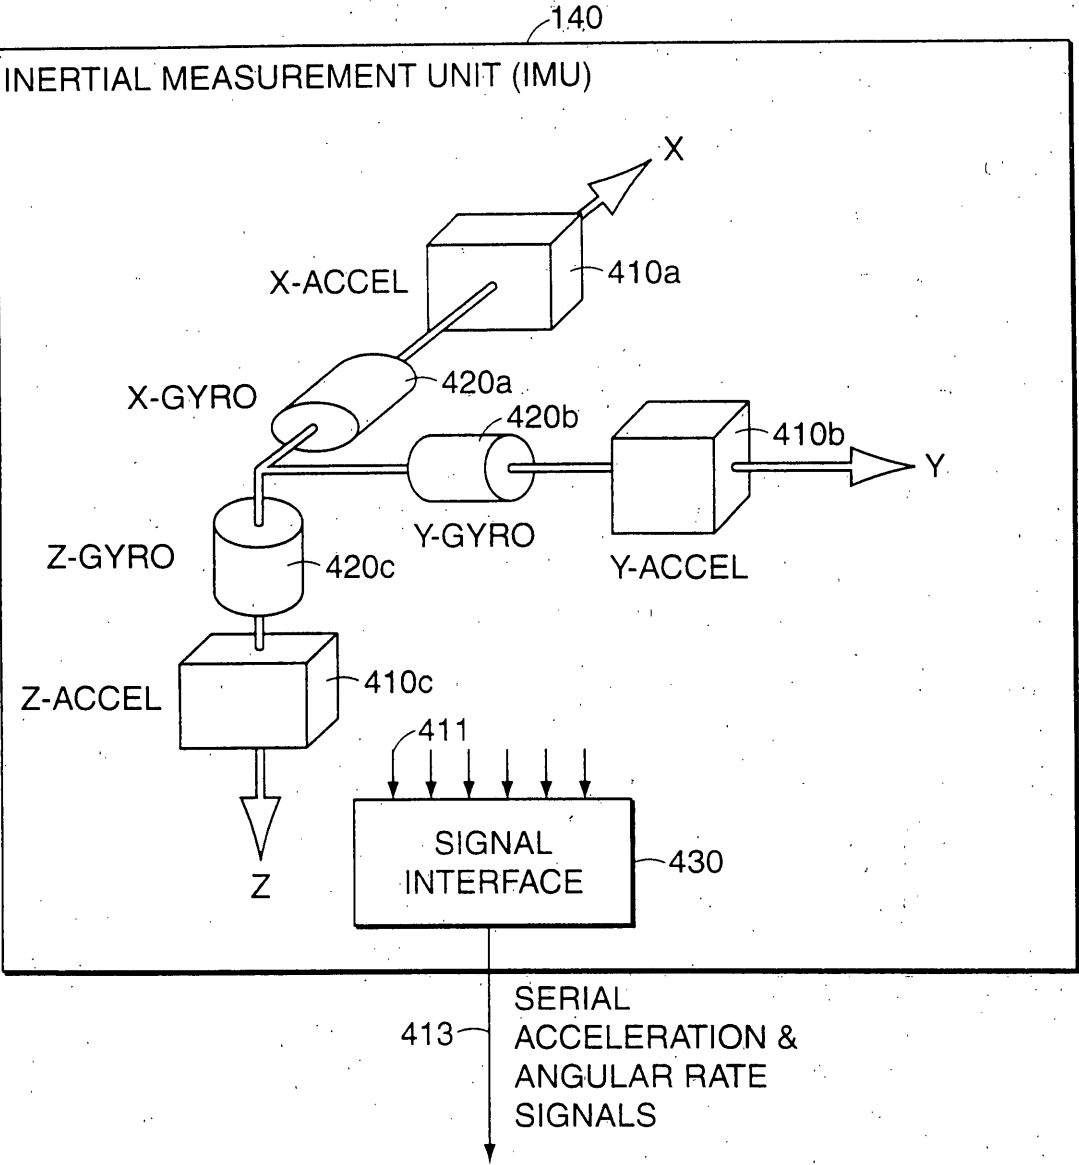 140
INERTIAL MEASUREMENT UNIT (IMU)
X
X-ACCEL
410a
X-GYRO
420a
420b
410b
Y
Y-GYRO
Z-GYRO
420c
Y-ACCEL
Z-ACCEL
410c
411
SIGNAL
INTERFACE
430
Z
SERIAL
413
ACCELERATION &
ANGULAR RATE
SIGNALS